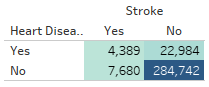 Stroke
Heart Disea.. Yes No
Yes 4,389 22,984
No 7,680 284,742